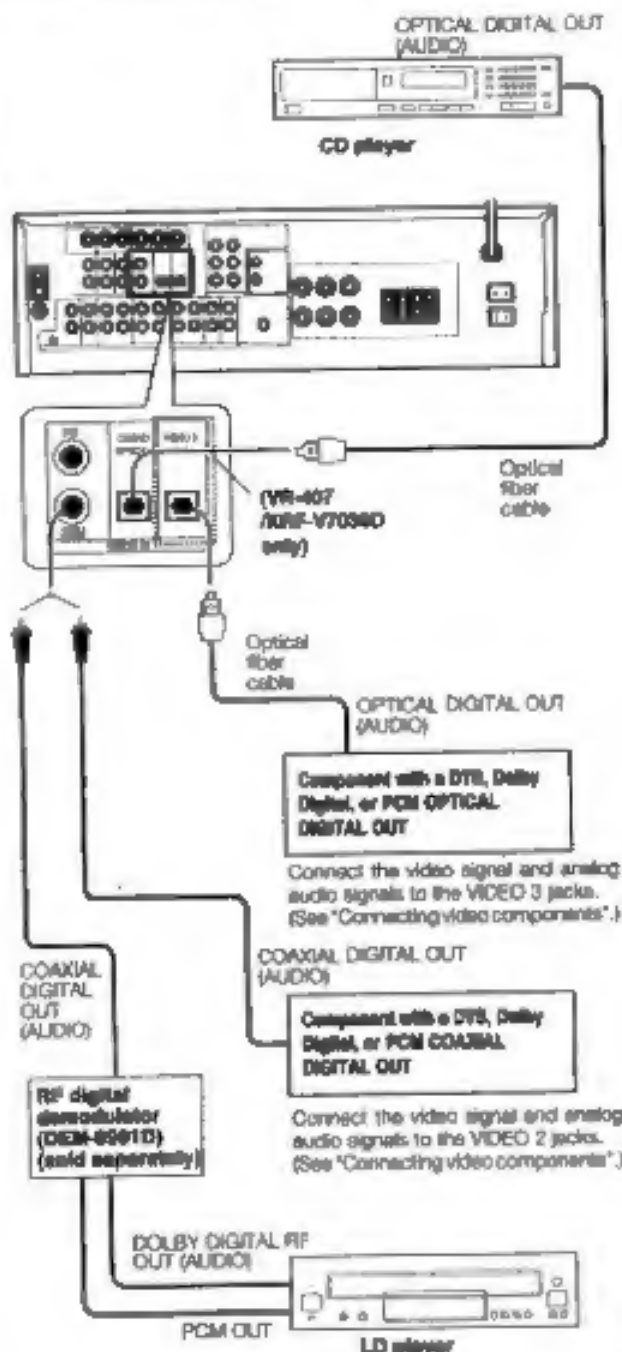 OPTICAL DIGITAL OUT
(AUDIO)
CD player
Optical
fiber
cable
(VR-407
only)
Optical
fiber
cable
OPTICAL DIGITAL OUT
(AUDIO)
Component with a DTS, Dolby
Digital, or PCM OPTICAL
DIGITAL OUT
Connect the video signal and analog
audio signals to the VIDEO 3 jacks.
(See "Connecting video components".)
COAXIAL DIGITAL OUT
(AUDIO)
Component with a DTS, Dolby
Digital, or PCM COAXIAL
DIGITAL OUT
Connect the video signal and analog
audio signals to the VIDEO 2 jacks.
(See "Connecting video components".)
COAXIAL
DIGITAL
OUT
(AUDIO)
RF digital
demodulator
(sold separately)
DOLBY DIGITAL RF
OUT (AUDIO)
PCM OUT
LD player